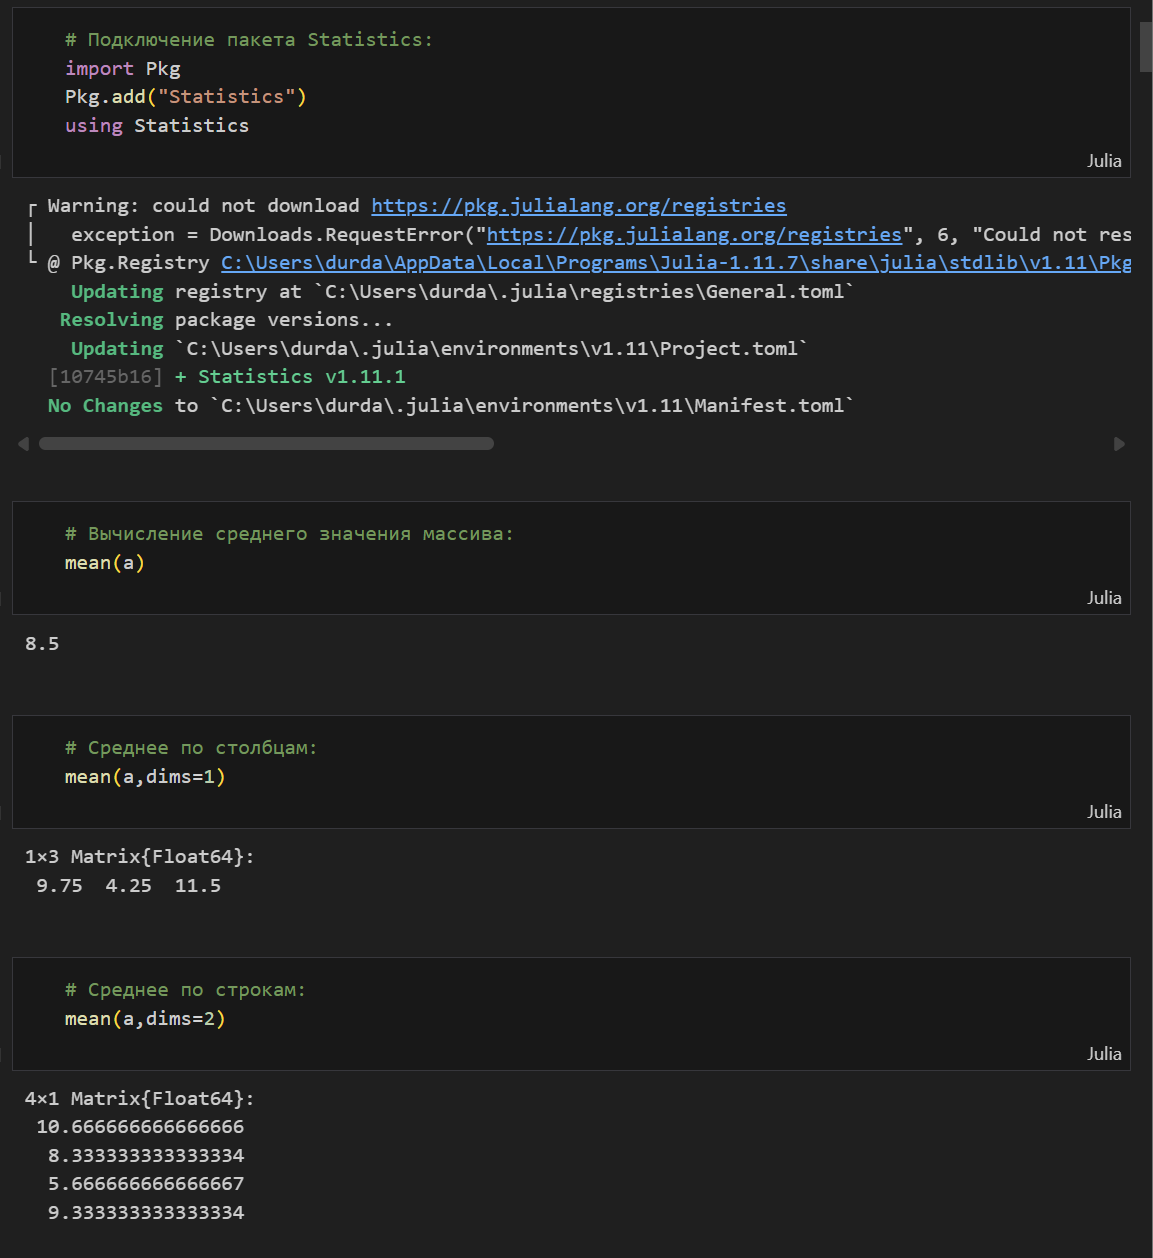 # Подключение пакета Statistics:
import Pkg
Pkg.add("Statistics")
using Statistics
Julia
┌ Warning: could not download https://pkg.julialang.org/registries
│   exception = Downloads.RequestError("https://pkg.julialang.org/registries", 6, "Could not res
└ @ Pkg.Registry C:\Users\durda\AppData\Local\Programs\Julia-1.11.7\share\julia\stdlib\v1.11\Pkg
Updating registry at `C:\Users\durda\.julia\registries\General.toml`
Resolving package versions...
Updating `C:\Users\durda\.julia\environments\v1.11\Project.toml`
[10745b16] + Statistics v1.11.1
No Changes to `C:\Users\durda\.julia\environments\v1.11\Manifest.toml`
# Вычисление среднего значения массива:
mean(a)
Julia
8.5
# Среднее по столбцам:
mean(a,dims=1)
Julia
1×3 Matrix{Float64}:
9.75  4.25  11.5
# Среднее по строкам:
mean(a,dims=2)
Julia
4×1 Matrix{Float64}:
10.666666666666666
8.333333333333334
5.666666666666667
9.333333333333334